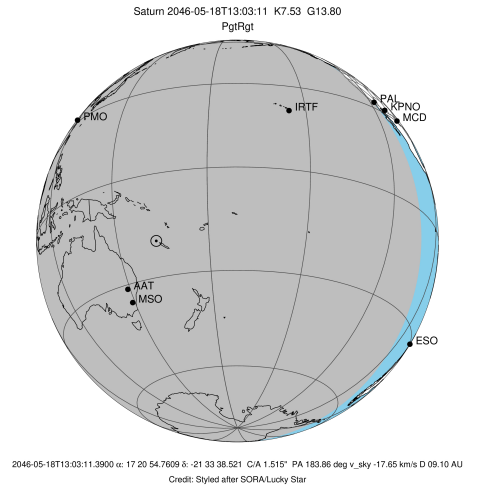 Saturn 2046-05-18T13:03:11 K7.53 G13.80
PgtRgt
PAL
KPNO
MCD
IRTF
PMO
AAT
MSO
ESO
2046-05-18T13:03:11.3900 α: 17 20 54.7609 δ: -21 33 38.521 C/A 1.515" PA 183.86 deg v_sky -17.65 km/s D 09.10 AU
Credit: Styled after SORA/Lucky Star